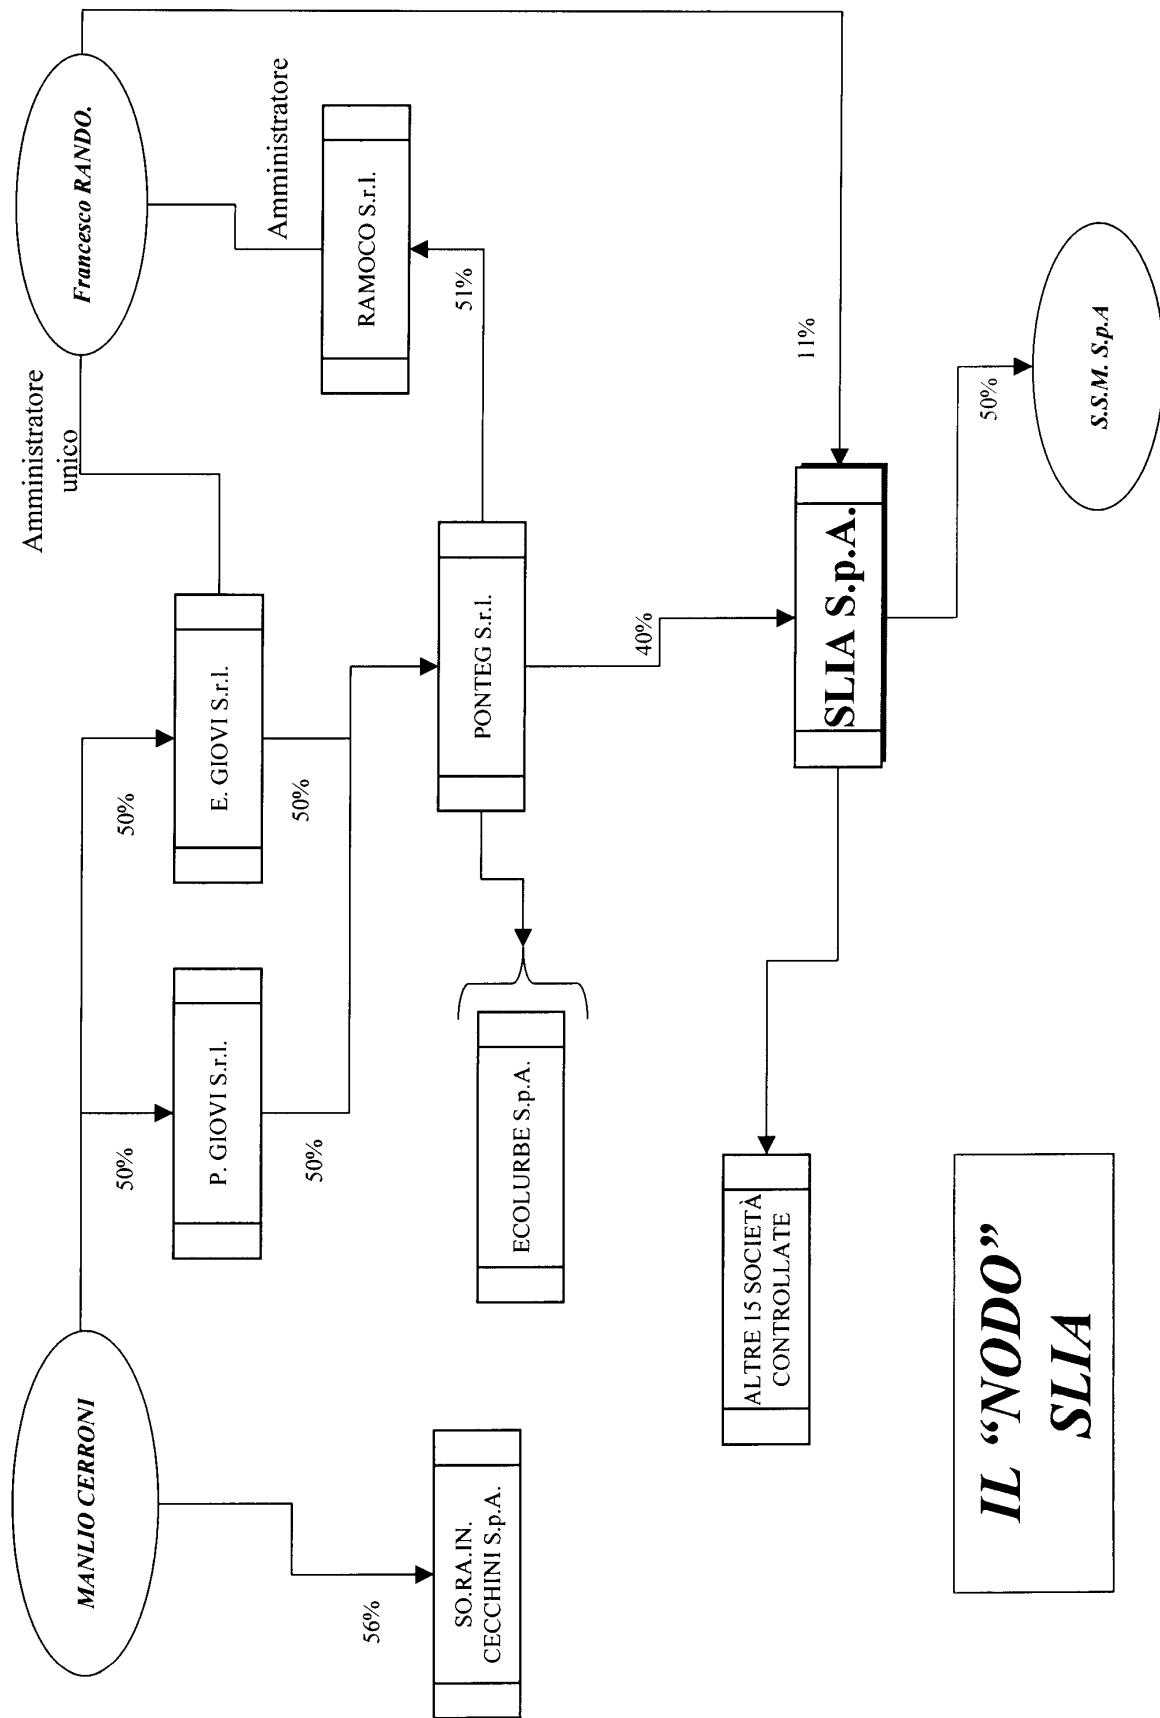 MANLIO CERRONI
Francesco RANDO.
Amministratore
unico
Amministratore
50%
50%
P. GIOVI S.r.l.
E. GIOVI S.r.l.
RAMOCO S.r.l.
50%
50%
56%
51%
SO.RA.IN.
CECCHINI S.p.A.
ECOLURBE S.p.A.
PONTEG S.r.l.
40%
11%
ALTRE 15 SOCIETÀ
CONTROLLATE
SLIA S.p.A.
50%
IL “NODO”
SLIA
S.S.M. S.p.A